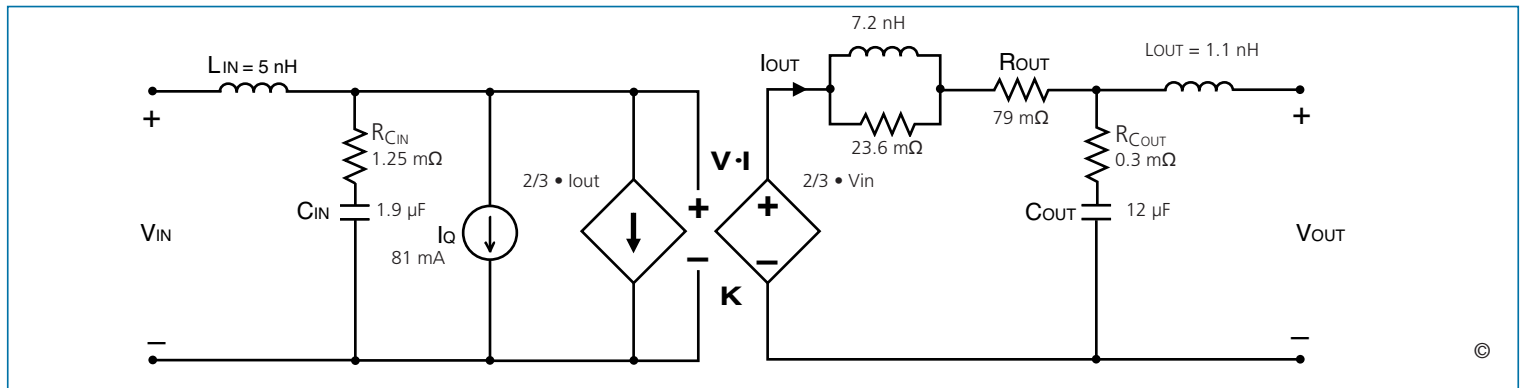 7.2 nH
LIN = 5 nH
IOUT
ROUT
LOUT = 1.1 nH
+
+
RCIN
1.25 mΩ
79 mΩ
23.6 mΩ
RCOUT
0.3 mΩ
V·I
2/3 • Iout
2/3 • Vin
+
+
CIN
1.9 µF
COUT
12 µF
VIN
IQ
81 mA
VOUT
–
–
K
–
–
©